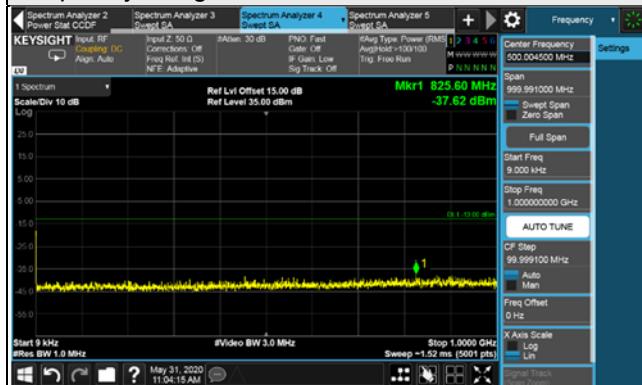 Spectrum Analyzer 2
Power Stat CCDF
Spectrum Analyzer 3
Swept SA
Spectrum Analyzer 4
Swept SA
Spectrum Analyzer 5
Swept SA
Frequency
KEYSIGHT
Input: RF
Coupling: DC
Align: Auto
Input Z: 50 Ω
Corrections: Off
Freq Ref: Int (S)
NFE: Adaptive
#Atten: 30 dB
PNO: Fast
Gate: Off
IF Gain: Low
Sig Track: Off
#Avg Type: Power (RMS)
Avg|Hold:>100/100
Trig: Free Run
1 2 3 4 5 6
M W W W W W
P N N N N N
LXI
1 Spectrum
Scale/Div 10 dB
Log
Ref Lvl Offset 15.00 dB
Ref Level 35.00 dBm
Mkr1 825.60 MHz
-37.62 dBm
25.0
15.0
5.00
-5.00
-15.0
-25.0
-35.0
-45.0
-55.0
DL1 -13.00 dBm
1
Start 9 kHz
#Res BW 1.0 MHz
#Video BW 3.0 MHz
Stop 1.0000 GHz
Sweep ~1.52 ms (5001 pts)
May 31, 2020
11:04:15 AM
Center Frequency
500.004500 MHz
Settings
Span
999.991000 MHz
Swept Span
Zero Span
Full Span
Start Freq
9.000 kHz
Stop Freq
1.000000000 GHz
AUTO TUNE
CF Step
99.999100 MHz
Auto
Man
Freq Offset
0 Hz
X Axis Scale
Log
Lin
Signal Track